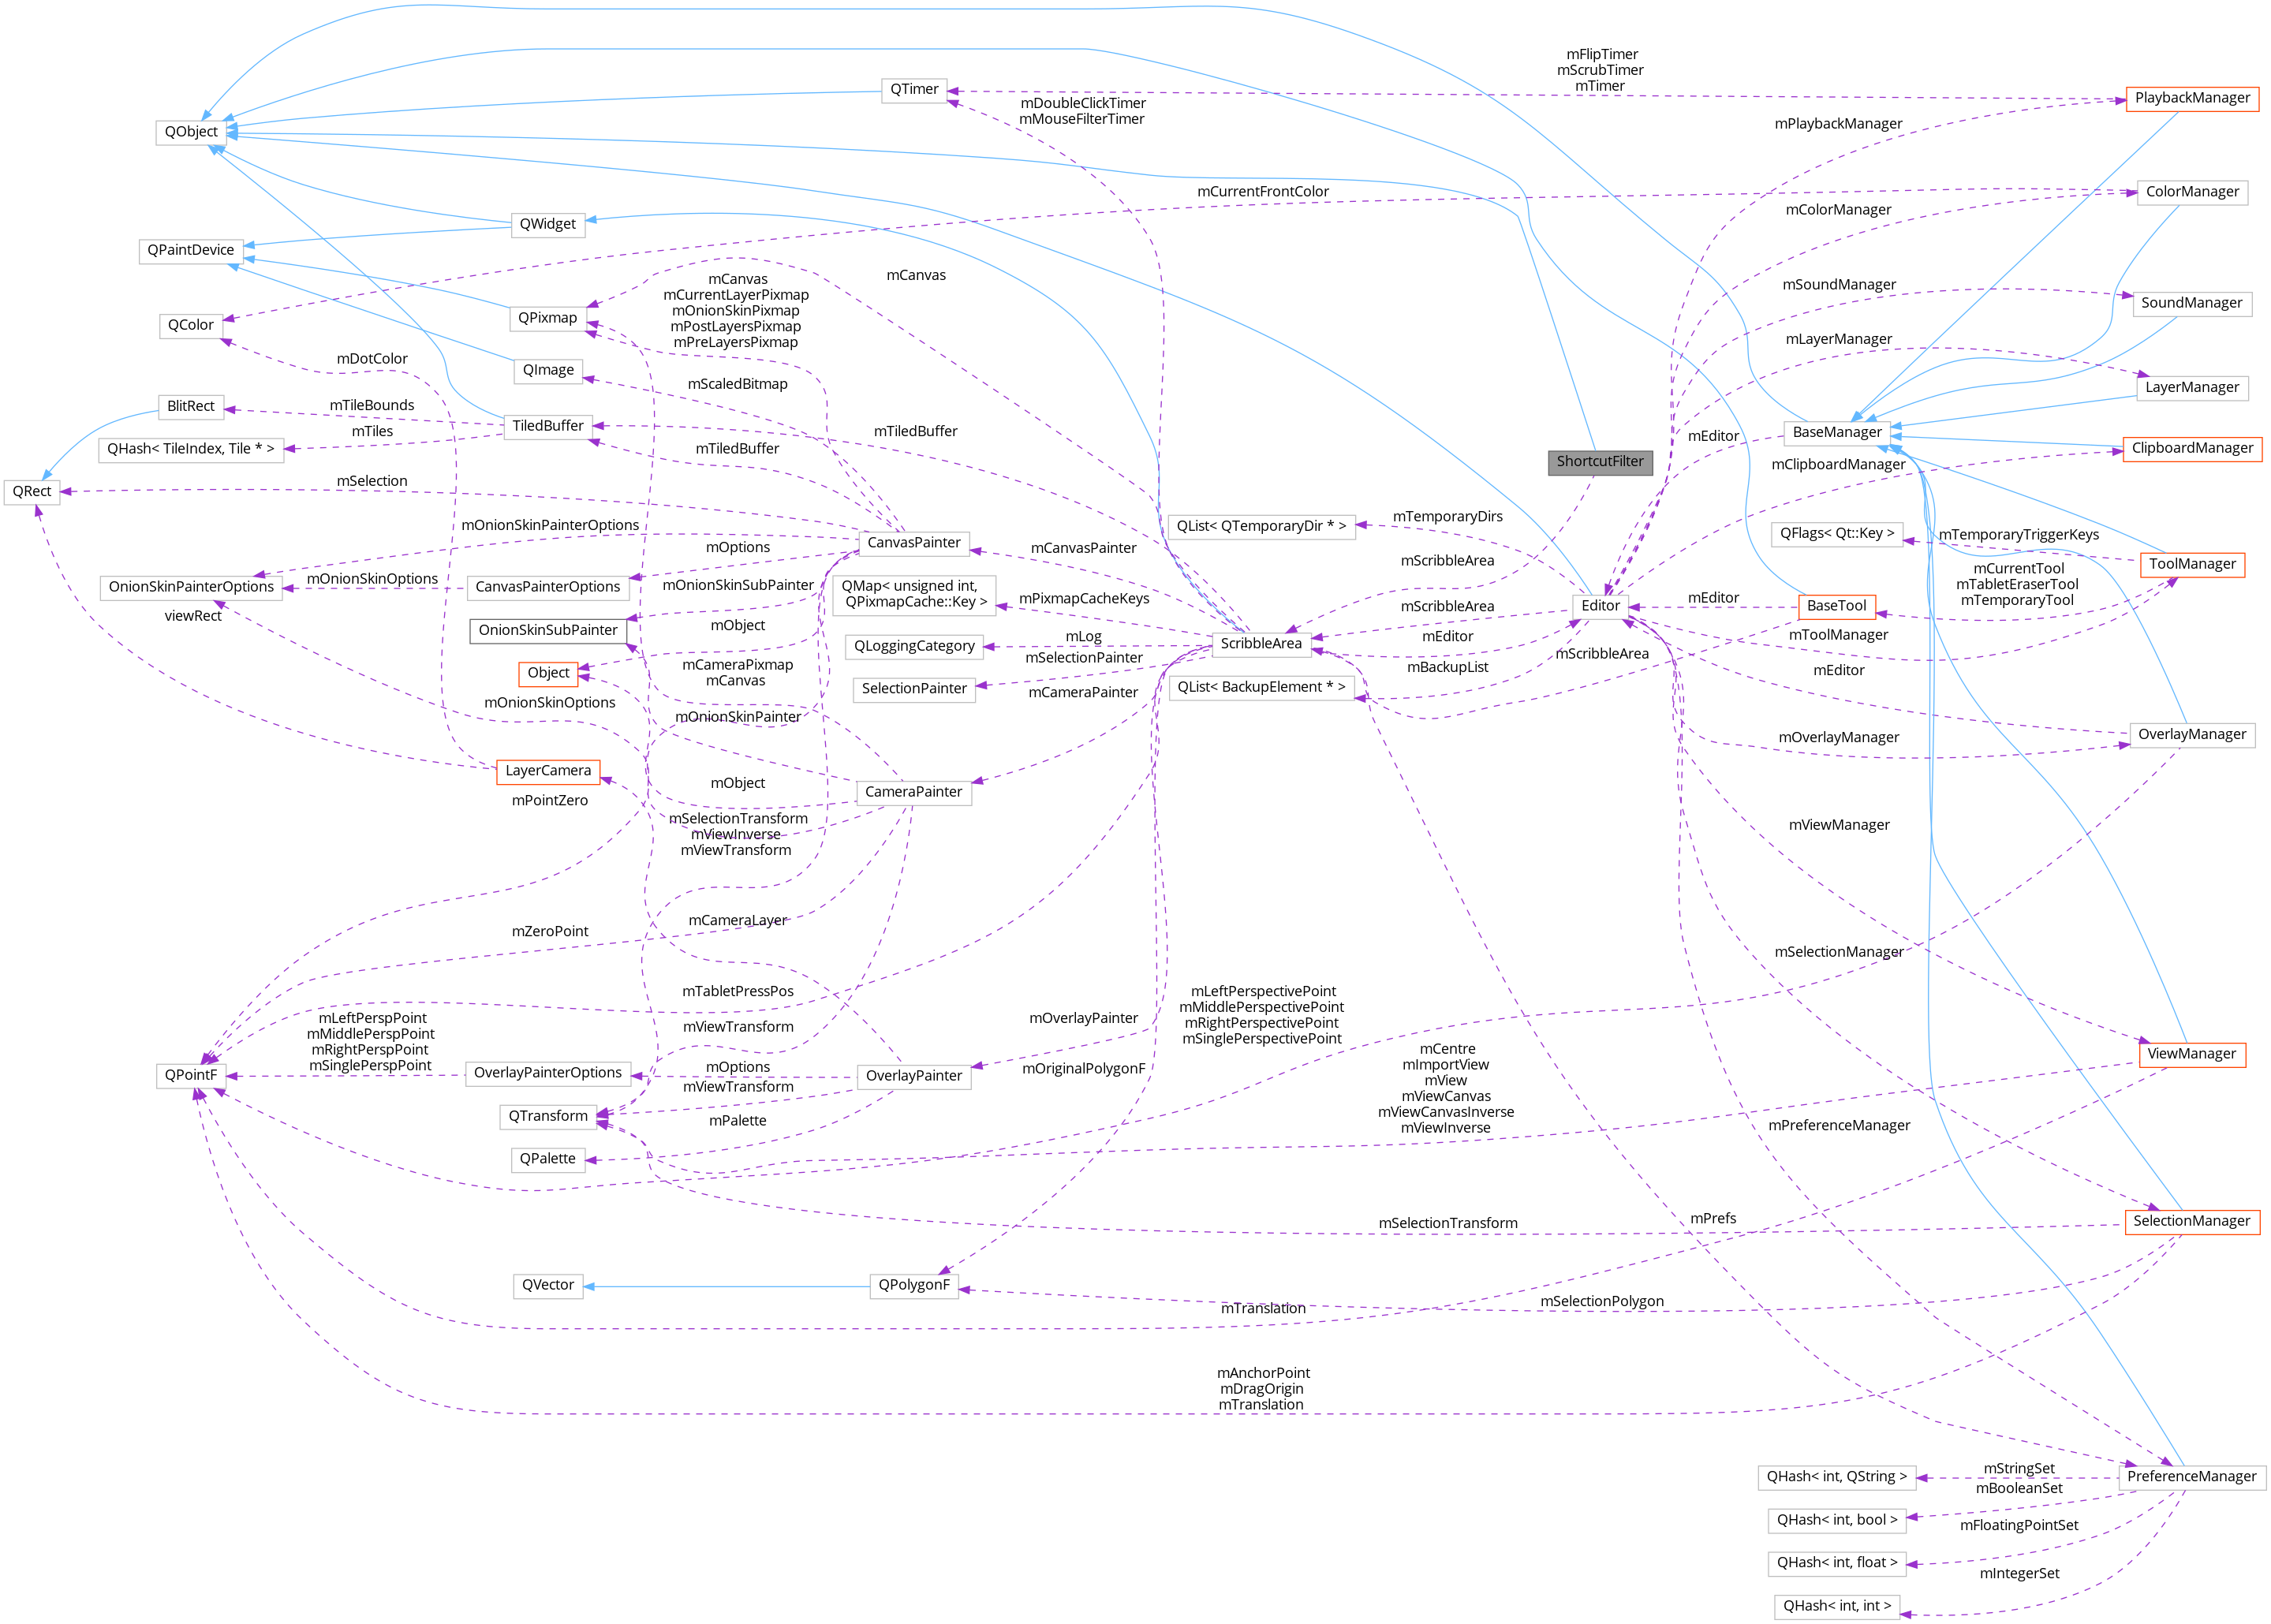 mFlipTimer
mScrubTimer
mTimer
QTimer
PlaybackManager
mDoubleClickTimer
mMouseFilterTimer
mPlaybackManager
QObject
mCurrentFrontColor
ColorManager
mColorManager
QWidget
QPaintDevice
mCanvas
mSoundManager
SoundManager
mCanvas
mCurrentLayerPixmap
mOnionSkinPixmap
mPostLayersPixmap
mPreLayersPixmap
QColor
QPixmap
mDotColor
mLayerManager
QImage
mScaledBitmap
LayerManager
BlitRect
mTileBounds
TiledBuffer
mTiledBuffer
BaseManager
mEditor
mTiles
QHash< TileIndex, Tile * >
mTiledBuffer
ClipboardManager
ShortcutFilter
mClipboardManager
QRect
mSelection
mOnionSkinPainterOptions
QList< QTemporaryDir * >
mTemporaryDirs
QFlags< Qt::Key >
mTemporaryTriggerKeys
CanvasPainter
mOptions
mCanvasPainter
mScribbleArea
ToolManager
mCurrentTool
mTabletEraserTool
mTemporaryTool
OnionSkinPainterOptions
mOnionSkinOptions
CanvasPainterOptions
mOnionSkinSubPainter
QMap< unsigned int,
QPixmapCache::Key >
mPixmapCacheKeys
mScribbleArea
Editor
mEditor
BaseTool
viewRect
OnionSkinSubPainter
mObject
QLoggingCategory
mLog
ScribbleArea
mEditor
mToolManager
mSelectionPainter
mScribbleArea
Object
mCameraPixmap
mCanvas
SelectionPainter
mCameraPainter
QList< BackupElement * >
mBackupList
mEditor
mOnionSkinOptions
mOnionSkinPainter
OverlayManager
mOverlayManager
LayerCamera
mObject
CameraPainter
mPointZero
mSelectionTransform
mViewInverse
mViewTransform
mViewManager
mCameraLayer
mZeroPoint
mSelectionManager
mTabletPressPos
mLeftPerspectivePoint
mMiddlePerspectivePoint
mRightPerspectivePoint
mSinglePerspectivePoint
mLeftPerspPoint
mMiddlePerspPoint
mRightPerspPoint
mSinglePerspPoint
mViewTransform
mOverlayPainter
ViewManager
QPointF
OverlayPainterOptions
mOptions
OverlayPainter
mOriginalPolygonF
mCentre
mImportView
mView
mViewCanvas
mViewCanvasInverse
mViewInverse
mViewTransform
QTransform
mPalette
mPreferenceManager
QPalette
mSelectionTransform
mPrefs
SelectionManager
QVector
QPolygonF
mTranslation
mSelectionPolygon
mAnchorPoint
mDragOrigin
mTranslation
QHash< int, QString >
mStringSet
PreferenceManager
mBooleanSet
QHash< int, bool >
mFloatingPointSet
QHash< int, float >
mIntegerSet
QHash< int, int >